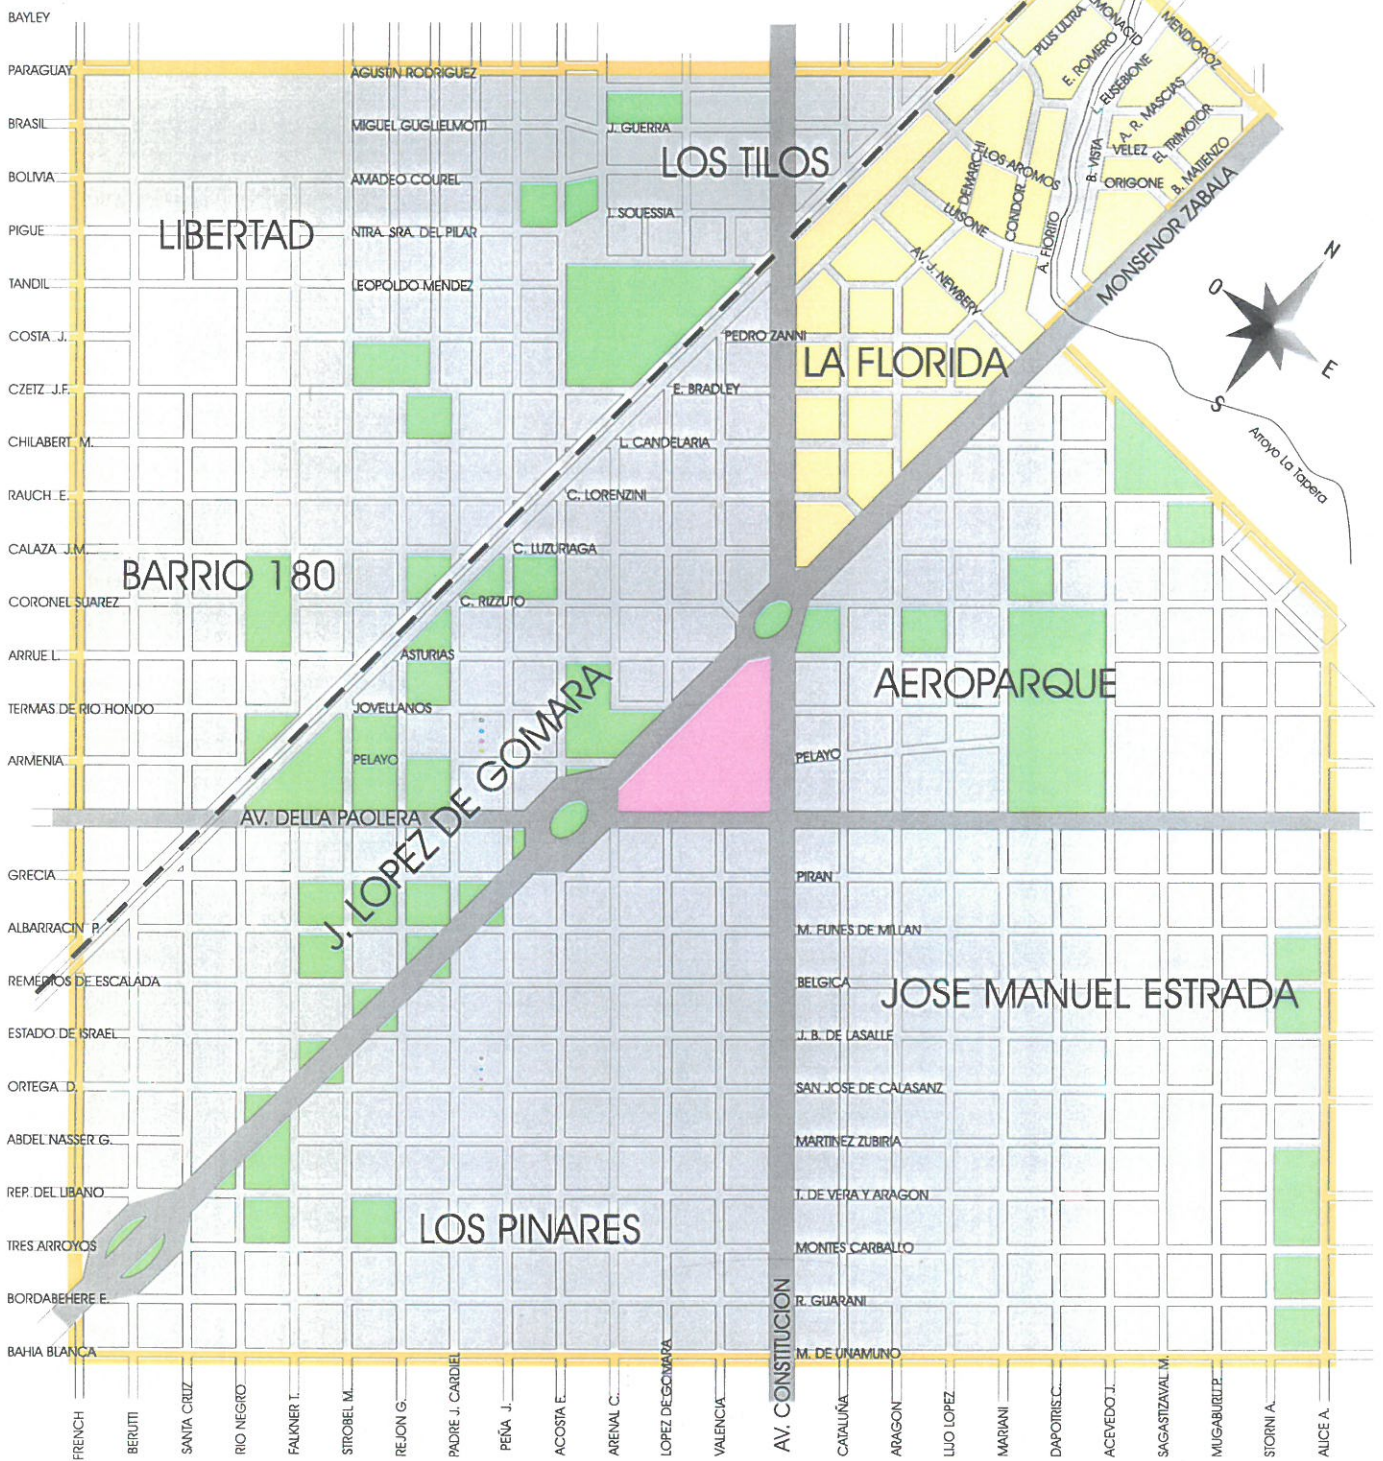 BAYLEY
PARAGUAY
BRASIL
BOLIVIA
PIGUE
TANDIL
COSTA J.
CZETZ J.F.
CHILABERT M.
RAUCH E.
CALAZA J.M.
CORONEL SUAREZ
ARRUE L.
TERMAS DE RIO HONDO
ARMENIA
GRECIA
ALBARRACIN P.
REMEDIOS DE ESCALADA
ESTADO DE ISRAEL
ORTEGA D.
ABDEL NASSER G.
REP. DEL LIBANO
TRES ARROYOS
BORDABEHERE E.
BAHIA BLANCA
AGUSTIN RODRIGUEZ
MIGUEL GUGLIELMOTTI
AMADEO COUREL
NTRA. SRA. DEL PILAR
LEOPOLDO MENDEZ
J. GUERRA
I. SOUESSIA
LOS TILOS
LIBERTAD
BARRIO 180
PEDRO ZANNI
E. BRADLEY
L. CANDELARIA
C. LORENZINI
C. LUZURIAGA
C. RIZZUTO
ASTURIAS
JOVELLANOS
PELAYO
AV. DELLA PAOLERA
J. LOPEZ DE GOMARA
LOS PINARES
PLUS ULTRA
E. ROMERO
MENDIOROZ
L. EUSEBIONE
A. R. MASCIAS
EL TRIMOTOR
B. MATIENZO
VELEZ
ORIGONE
B. VISTA
LOS AROMOS
DEMARCHI
CONDOR
LUISONE
A. FIORITO
AV. J. NEWBERY
MONSENOR ZABALA
LA FLORIDA
N
O
E
S
Arroyo La Tapera
AEROPARQUE
PELAYO
PIRAN
M. FUNES DE MILLAN
BELGICA
JOSE MANUEL ESTRADA
J. B. DE LASALLE
SAN JOSE DE CALASANZ
MARTINEZ ZUBIRIA
T. DE VERA Y ARAGON
MONTES CARBALLO
R. GUARANI
M. DE UNAMUNO
FRENCH
BERUTTI
SANTA CRUZ
RIO NEGRO
FALKNER T.
STROBEL M.
REJON G.
PADRE J. CARDIEL
PEÑA J.
ACOSTA E.
ARENAL C.
LOPEZ DE GOMARA
VALENCIA
AV. CONSTITUCION
CATALUÑA
ARAGON
LIJO LOPEZ
MARIANI
DAPOTRIS C.
ACEVEDO J.
SAGASTIZAVAL M.
MUGABURU P.
STORNI A.
ALICE A.